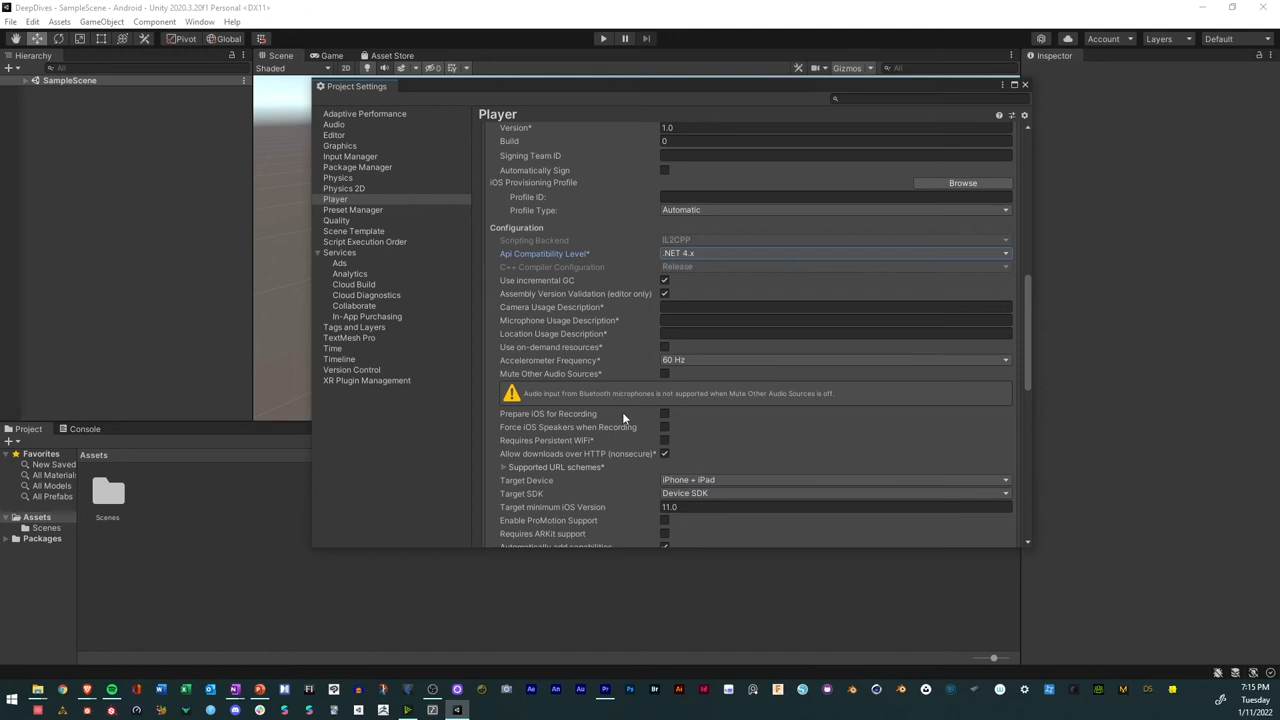 DeepDives - SampleScene - Android - Unity 2020.3.20f1 Personal <DX11>
File Edit Assets GameObject Component Window Help
Pivot Global Account Layers Default
Hierarchy Scene Game Asset Store Inspector
All Shaded 2D 0 Gizmos All
SampleScene
Project Settings
Player
Adaptive Performance
Audio
Editor
Graphics
Input Manager
Package Manager
Physics
Physics 2D
Player
Preset Manager
Quality
Scene Template
Script Execution Order
Services
Ads
Analytics
Cloud Build
Cloud Diagnostics
Collaborate
In-App Purchasing
Tags and Layers
TextMesh Pro
Time
Timeline
Version Control
XR Plugin Management
Version* 1.0
Build 0
Signing Team ID
Automatically Sign
iOS Provisioning Profile Browse
Profile ID:
Profile Type: Automatic
Configuration
Scripting Backend IL2CPP
Api Compatibility Level* .NET 4.x
C++ Compiler Configuration Release
Use incremental GC
Assembly Version Validation (editor only)
Camera Usage Description*
Microphone Usage Description*
Location Usage Description*
Use on-demand resources*
Accelerometer Frequency* 60 Hz
Mute Other Audio Sources*
Audio input from Bluetooth microphones is not supported when Mute Other Audio Sources is off.
Prepare iOS for Recording
Force iOS Speakers when Recording
Requires Persistent WiFi*
Allow downloads over HTTP (nonsecure)*
Supported URL schemes*
Target Device iPhone + iPad
Target SDK Device SDK
Target minimum iOS Version 11.0
Enable ProMotion Support
Requires ARKit support
Automatically add capabilities
Project Console
Favorites
New Saved
All Materials
All Models
All Prefabs
Assets
Scenes
Packages
Assets
Scenes
7:15 PM
Tuesday
1/11/2022